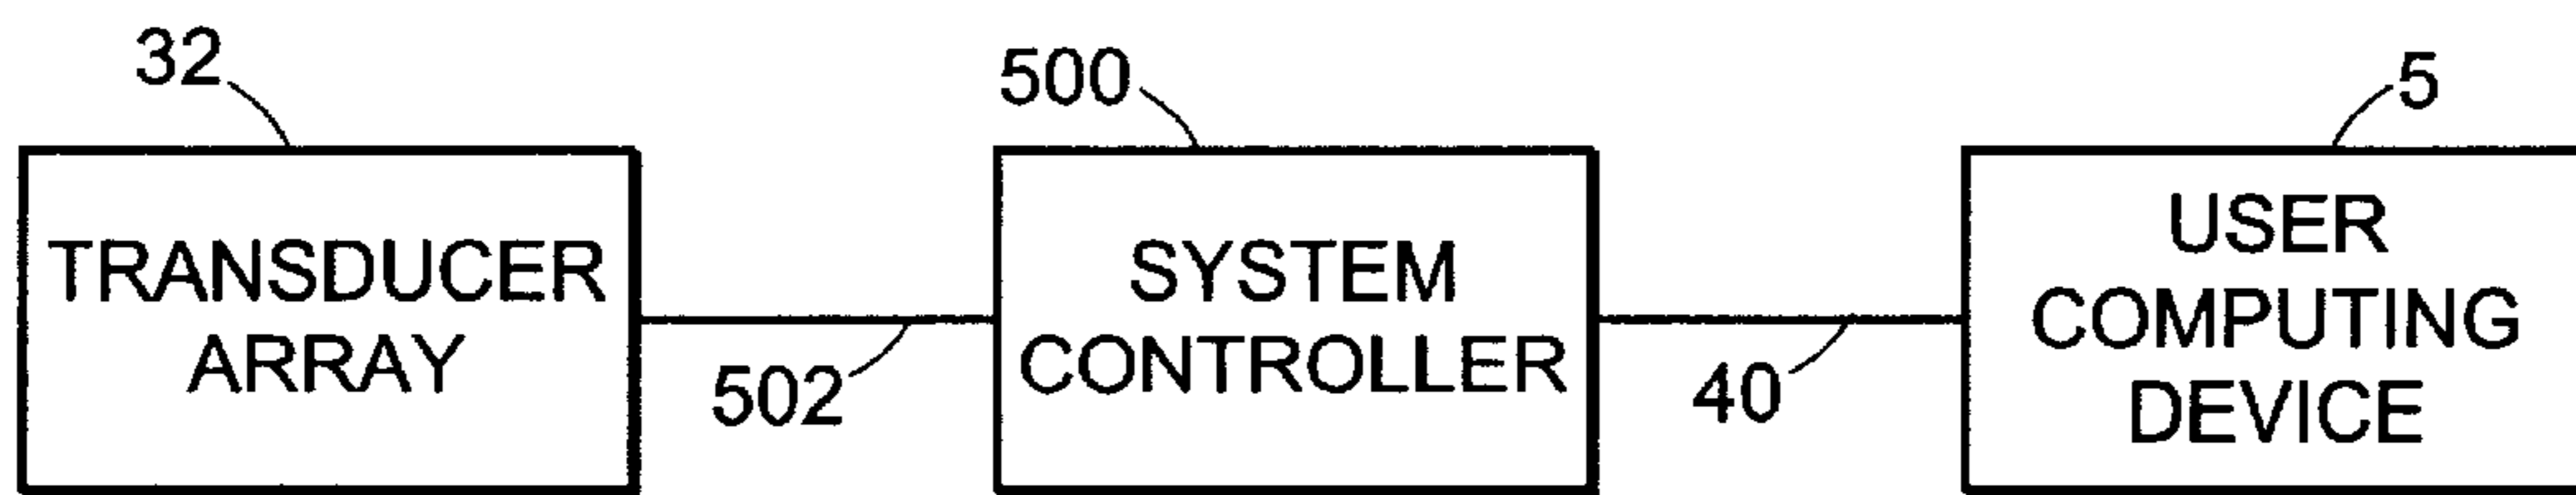 32
500
5
TRANSDUCER
ARRAY
SYSTEM
CONTROLLER
USER
COMPUTING
DEVICE
502
40